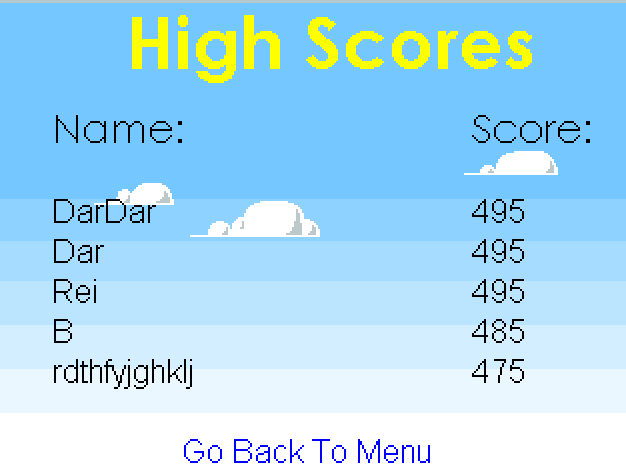 High Scores
Name: Score:
DarDar 495
Dar 495
Rei 495
B 485
rdthfyjghklj 475
Go Back To Menu